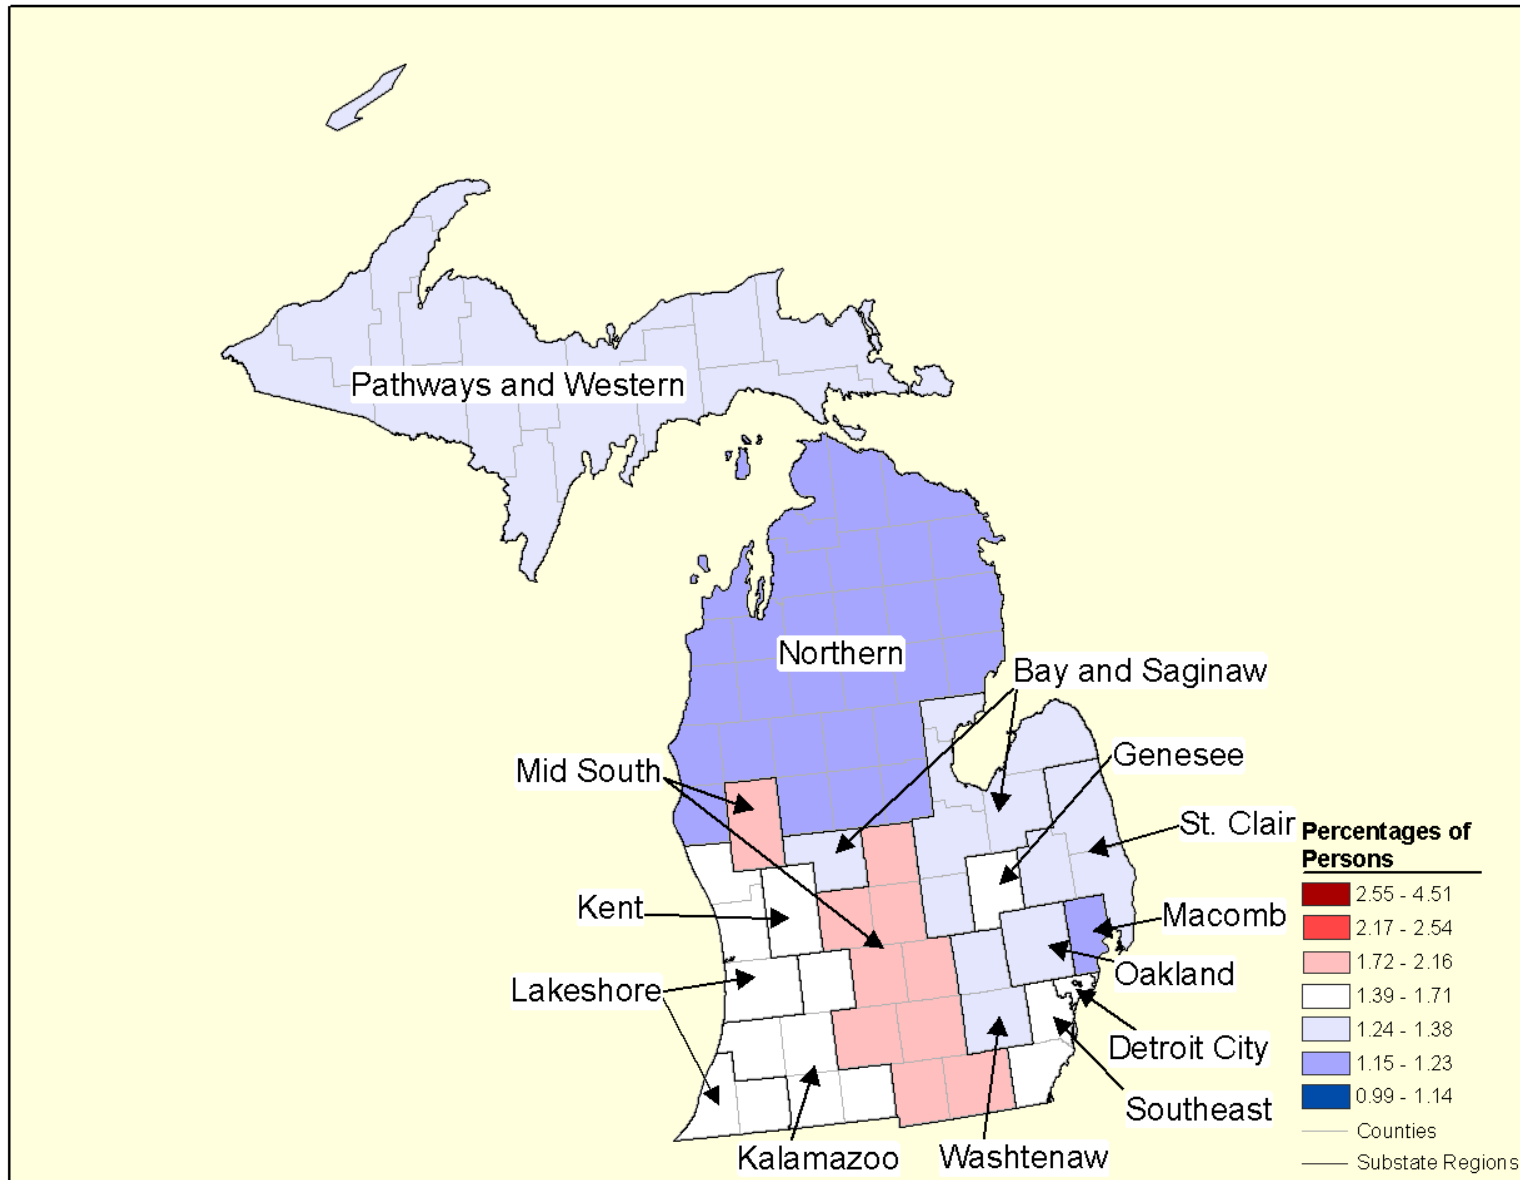 Pathways and Western
Northern
Bay and Saginaw
Genesee
Mid South
St. Clair
Kent
Macomb
Lakeshore
Oakland
Detroit City
Southeast
Kalamazoo
Washtenaw
Percentages of
Persons
2.55 - 4.51
2.17 - 2.54
1.72 - 2.16
1.39 - 1.71
1.24 - 1.38
1.15 - 1.23
0.99 - 1.14
Counties
Substate Regions